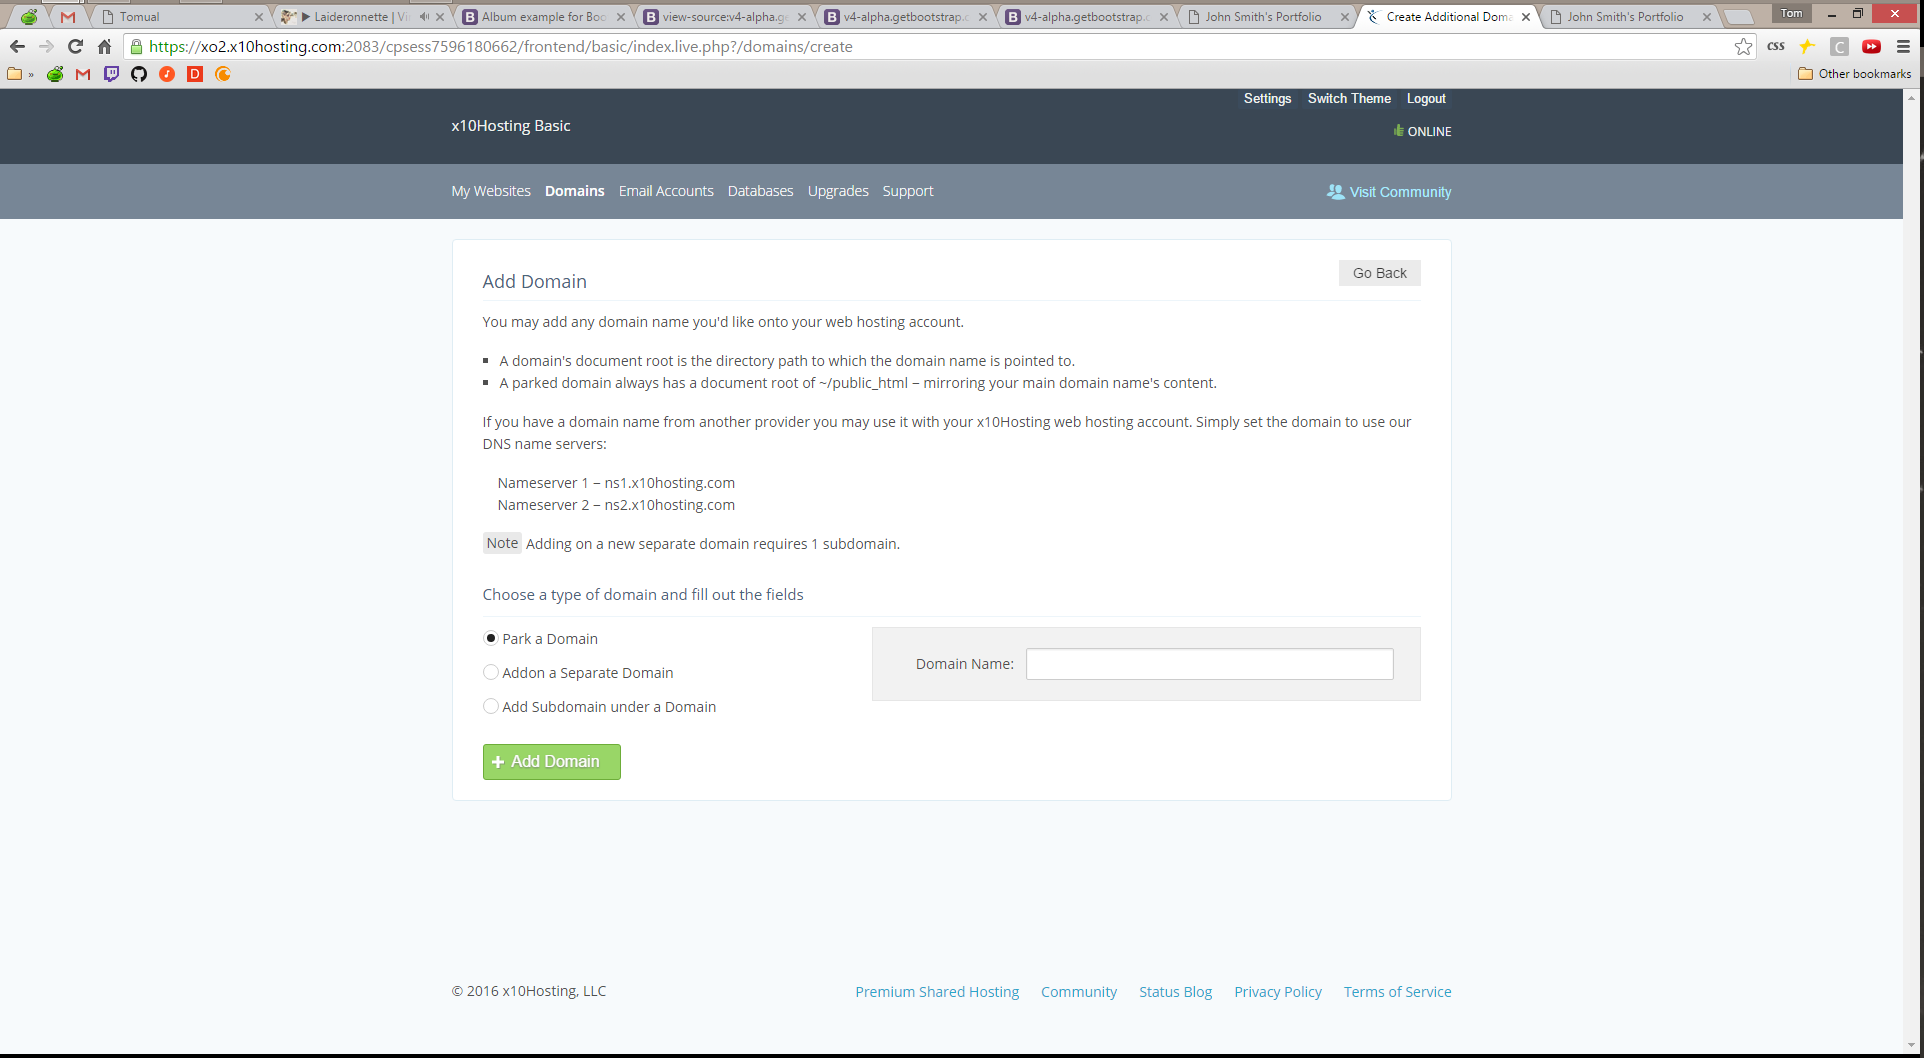 Tomual
Laideronnette | Vi
Album example for Boo
view-source:v4-alpha.ge
v4-alpha.getbootstrap.c
v4-alpha.getbootstrap.c
John Smith's Portfolio
Create Additional Doma
John Smith's Portfolio
Tom
https://xo2.x10hosting.com:2083/cpsess7596180662/frontend/basic/index.live.php?/domains/create
css
C
»
D
Other bookmarks
Settings Switch Theme Logout
x10Hosting Basic
ONLINE
My Websites Domains Email Accounts Databases Upgrades Support
Visit Community
Add Domain
Go Back
You may add any domain name you'd like onto your web hosting account.
A domain's document root is the directory path to which the domain name is pointed to.
A parked domain always has a document root of ~/public_html – mirroring your main domain name's content.
If you have a domain name from another provider you may use it with your x10Hosting web hosting account. Simply set the domain to use our
DNS name servers:
Nameserver 1 – ns1.x10hosting.com
Nameserver 2 – ns2.x10hosting.com
Note Adding on a new separate domain requires 1 subdomain.
Choose a type of domain and fill out the fields
Park a Domain
Domain Name:
Addon a Separate Domain
Add Subdomain under a Domain
+ Add Domain
© 2016 x10Hosting, LLC
Premium Shared Hosting Community Status Blog Privacy Policy Terms of Service